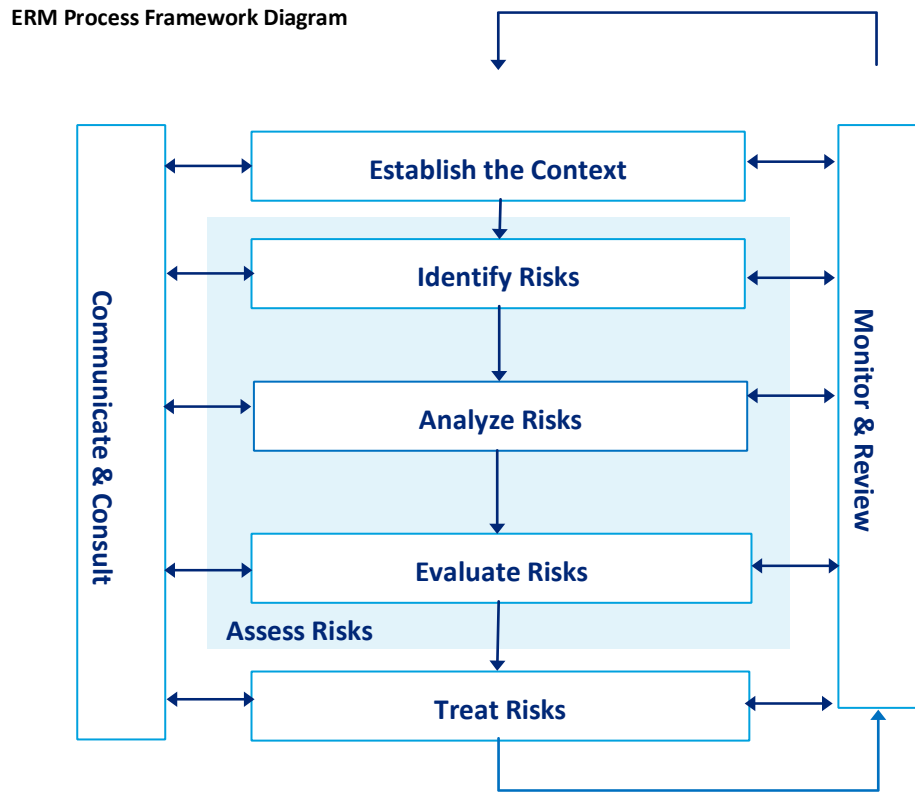 ERM Process Framework Diagram
Establish the Context
Identify Risks
Analyze Risks
Evaluate Risks
Assess Risks
Treat Risks
Communicate & Consult
Monitor & Review